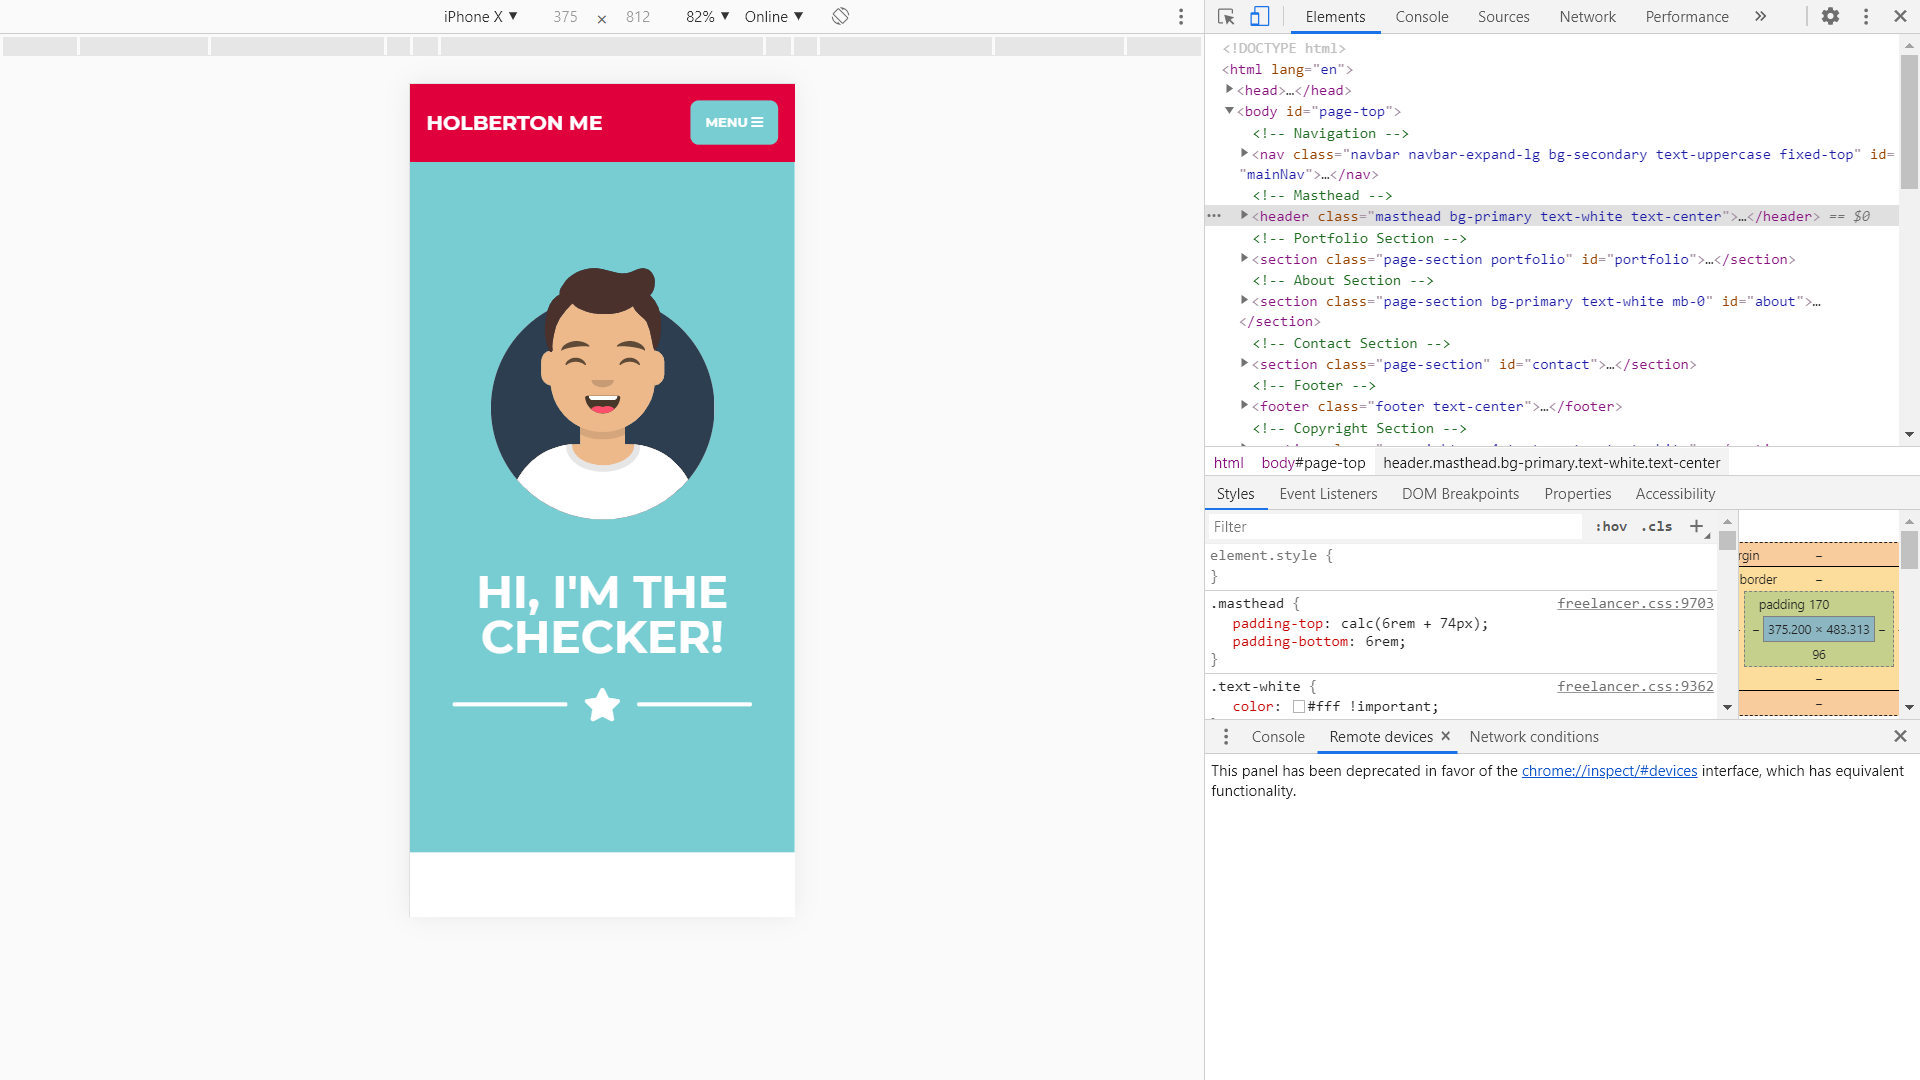 iPhone X ▼ 375 × 812 82% ▼ Online ▼
HOLBERTON ME
MENU
HI, I'M THE
CHECKER!
Elements Console Sources Network Performance »
<!DOCTYPE html>
<html lang="en">
<head>…</head>
<body id="page-top">
<!-- Navigation -->
<nav class="navbar navbar-expand-lg bg-secondary text-uppercase fixed-top" id=
"mainNav">…</nav>
<!-- Masthead -->
<header class="masthead bg-primary text-white text-center">…</header> == $0
<!-- Portfolio Section -->
<section class="page-section portfolio" id="portfolio">…</section>
<!-- About Section -->
<section class="page-section bg-primary text-white mb-0" id="about">…
</section>
<!-- Contact Section -->
<section class="page-section" id="contact">…</section>
<!-- Footer -->
<footer class="footer text-center">…</footer>
<!-- Copyright Section -->
html body#page-top header.masthead.bg-primary.text-white.text-center
Styles Event Listeners DOM Breakpoints Properties Accessibility
Filter :hov .cls +
element.style {
}
.masthead { freelancer.css:9703
padding-top: calc(6rem + 74px);
padding-bottom: 6rem;
}
.text-white { freelancer.css:9362
color: #fff !important;
rgin –
border –
padding 170
– 375.200 × 483.313 –
96
–
–
Console Remote devices × Network conditions
This panel has been deprecated in favor of the chrome://inspect/#devices interface, which has equivalent
functionality.